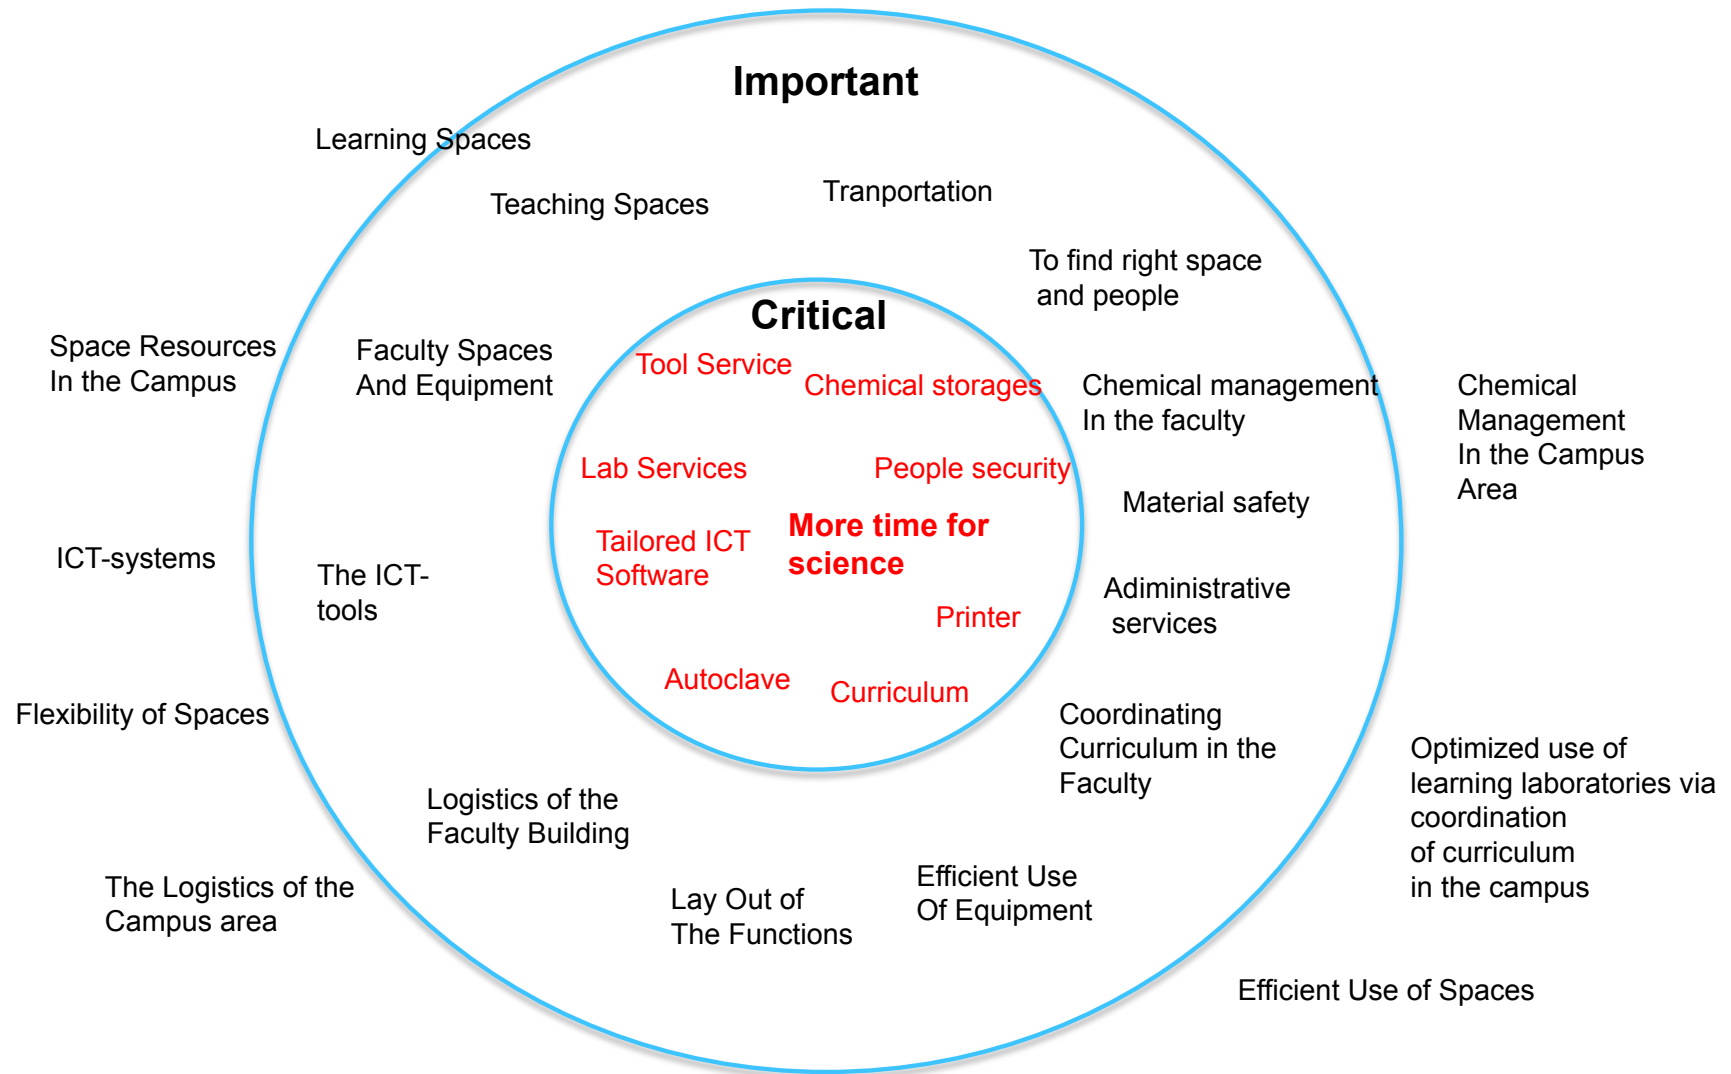 Important
Learning Spaces
Teaching Spaces
Tranportation
To find right space
and people
Critical
Space Resources
In the Campus
Faculty Spaces
And Equipment
Tool Service
Chemical storages
Chemical management
In the faculty
Chemical
Management
In the Campus
Area
Lab Services
People security
Material safety
More time for
science
Tailored ICT
Software
ICT-systems
The ICT-
tools
Adiministrative
services
Printer
Autoclave
Curriculum
Flexibility of Spaces
Coordinating
Curriculum in the
Faculty
Optimized use of
learning laboratories via
coordination
of curriculum
in the campus
Logistics of the
Faculty Building
The Logistics of the
Campus area
Lay Out of
The Functions
Efficient Use
Of Equipment
Efficient Use of Spaces